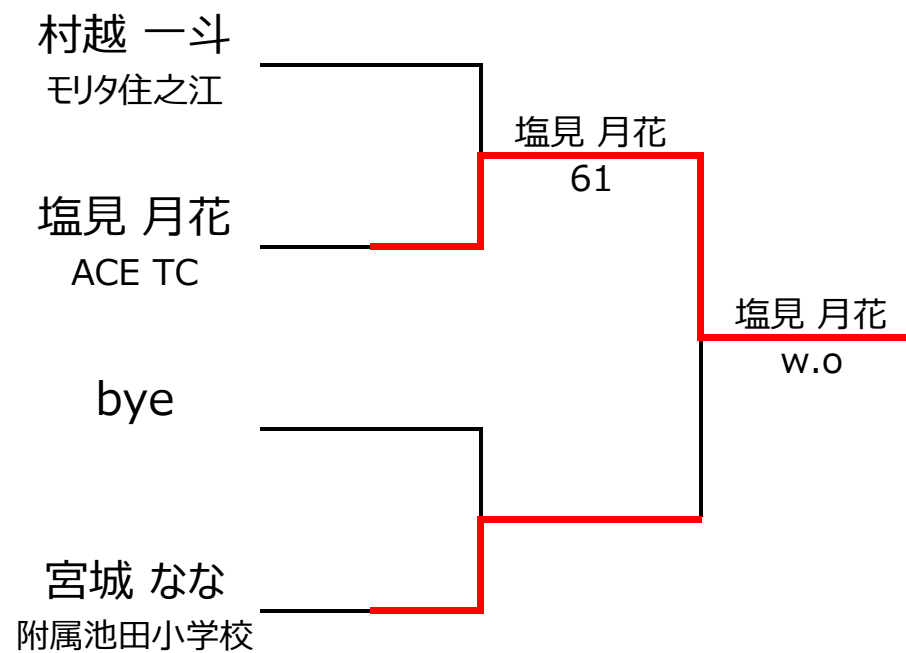 村越 一斗
モリタ住之江
塩見 月花
61
塩見 月花
ACE TC
塩見 月花
w.o
bye
宮城 なな
附属池田小学校